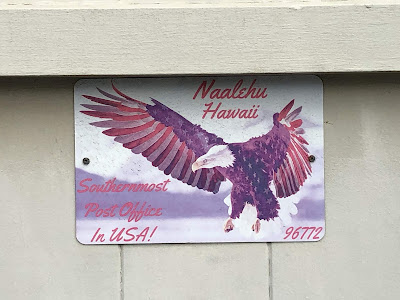 Naalehu
Hawaii
Southernmost
Post Office
In USA!
96772